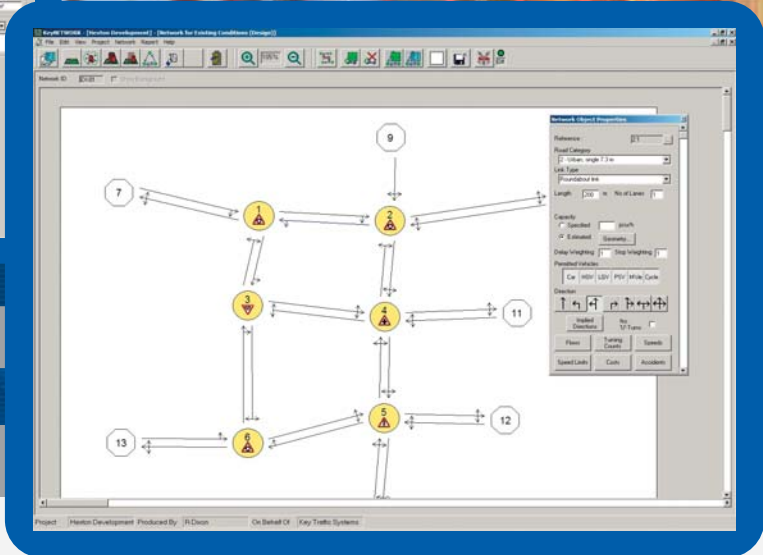 KeyNETWORK - [Hexton Development] - [Network for Existing Conditions (Design)]
File Edit View Project Network Report Help
Network ID
Network Object Properties
Reference:
Road Category
2 - Urban, single 7.3 m
Link Type
Roundabout link
Length 200 m No of Lanes 1
Capacity
Specified pcu/h
Estimated Geometry...
Delay Weighting 1 Stop Weighting 1
Permitted Vehicles
Car HGV LGV PSV Cycle
Direction
Implied Directions No 'U'-Turns
Flows Turning Counts Speeds
Speed Limits Costs Accidents
9
7
1
2
3
4
11
5
12
6
13
Project Hexton Development Produced By R Dixon On Behalf Of Key Traffic Systems